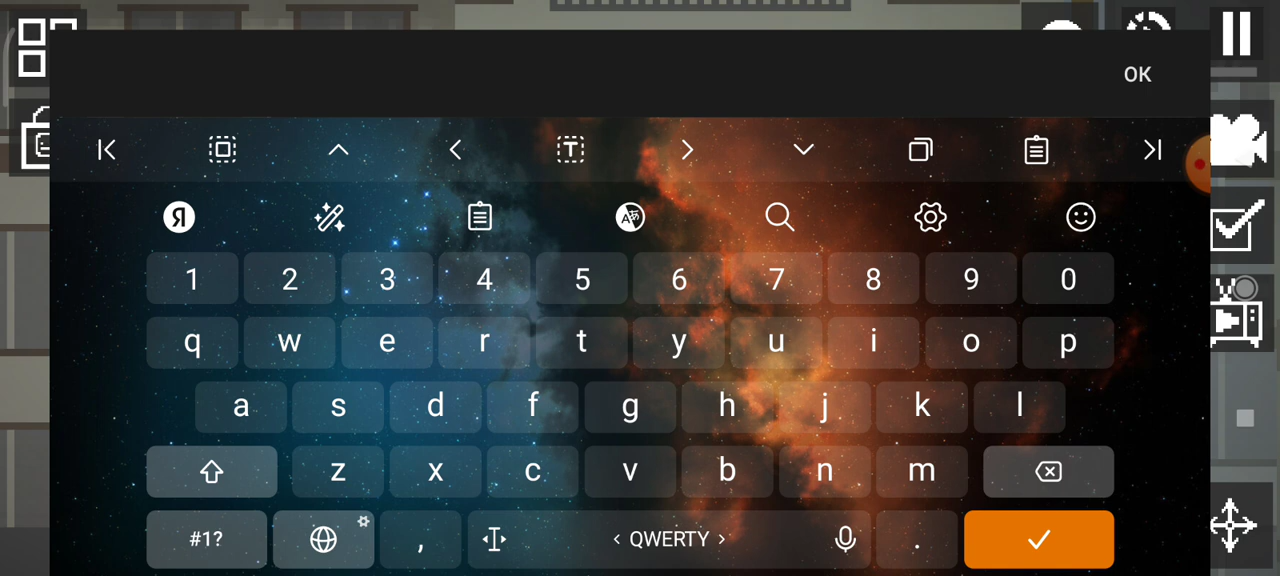 OK
T
Я
1 2 3 4 5 6 7 8 9 0
q w e r t y u i o p
a s d f g h j k l
z x c v b n m
#1? , < QWERTY > .